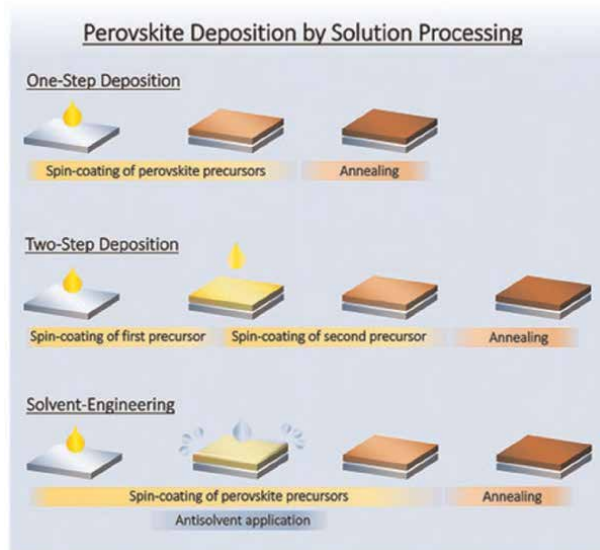 Perovskite Deposition by Solution Processing
One-Step Deposition
Spin-coating of perovskite precursors
Annealing
Two-Step Deposition
Spin-coating of first precursor
Spin-coating of second precursor
Annealing
Solvent-Engineering
Spin-coating of perovskite precursors
Annealing
Antisolvent application